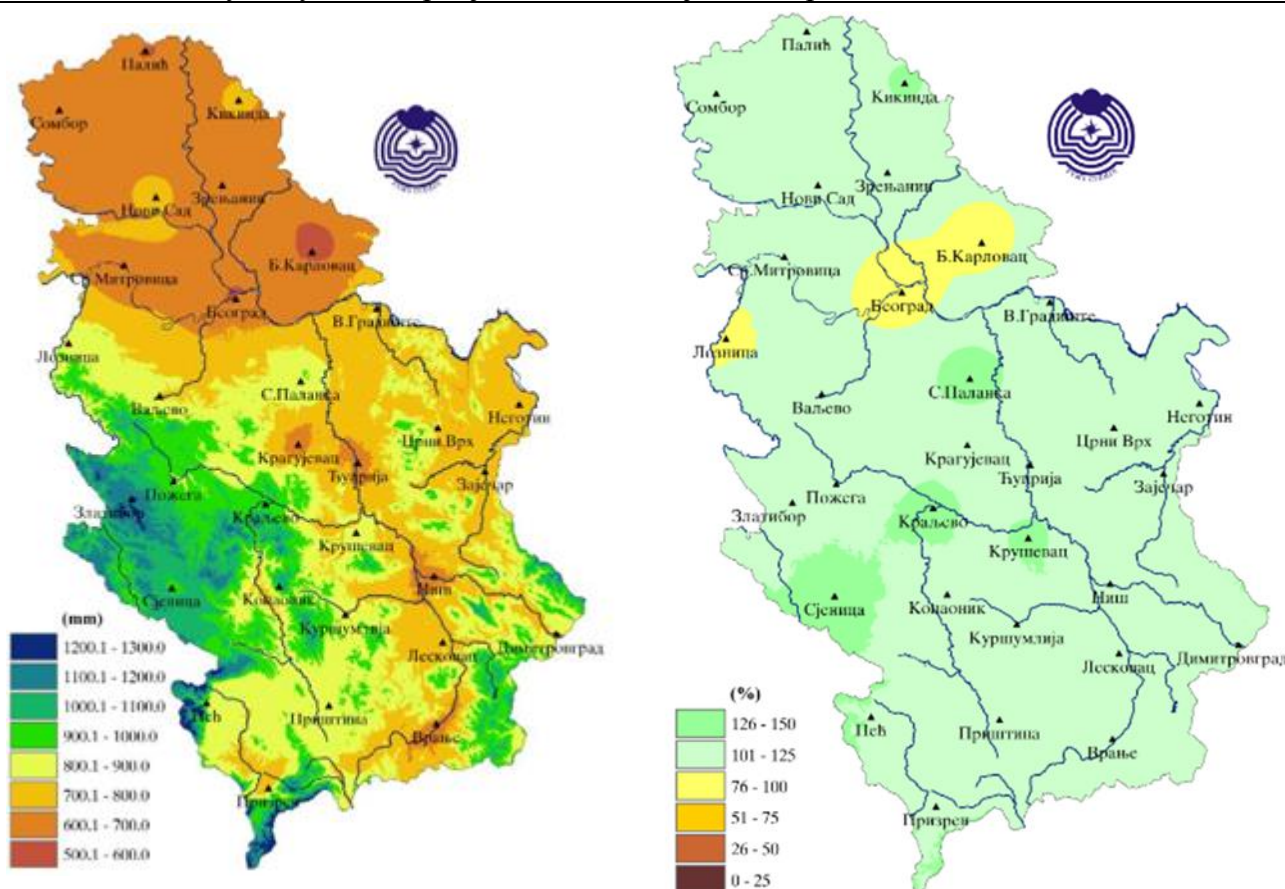 Палић
Кикинда
Сомбор
Нови Сад
Зрењанин
Б.Карловац
Ср.Митровица
Београд
В.Градиште
Лозница
С.Паланка
Ваљево
Неготин
Црни Врх
Крагујевац
Ћуприја
Зајечар
Пожега
Златибор
Краљево
Крушевац
Ниш
Сјеница
Копаоник
Куршумлија
Лесковац
Димитровград
Пећ
Приштина
Врање
Призрен
(mm)
1200.1 - 1300.0
1100.1 - 1200.0
1000.1 - 1100.0
900.1 - 1000.0
800.1 - 900.0
700.1 - 800.0
600.1 - 700.0
500.1 - 600.0
Палић
Кикинда
Сомбор
Зрењанин
Нови Сад
Б.Карловац
Ср.Митровица
Београд
В.Градиште
Лозница
С.Паланка
Ваљево
Неготин
Црни Врх
Крагујевац
Ћуприја
Зајечар
Пожега
Златибор
Краљево
Крушевац
Ниш
Сјеница
Копаоник
Куршумлија
Лесковац
Димитровград
Пећ
Приштина
Врање
Призрен
(%)
126 - 150
101 - 125
76 - 100
51 - 75
26 - 50
0 - 25